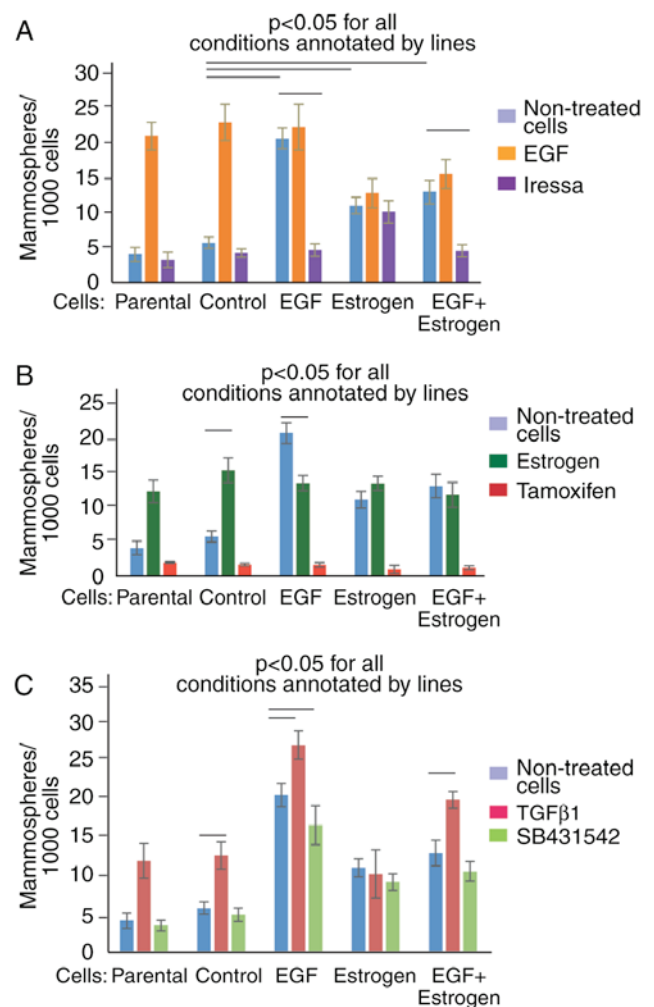 A
p<0.05 for all
conditions annotated by lines
30
25
20
15
10
5
0
Mammospheres/
1000 cells
Non-treated
cells
EGF
Iressa
Cells: Parental Control EGF Estrogen EGF+
Estrogen
B
p<0.05 for all
conditions annotated by lines
25
20
15
10
5
0
Mammospheres/
1000 cells
Non-treated
cells
Estrogen
Tamoxifen
Cells: Parental Control EGF Estrogen EGF+
Estrogen
C
p<0.05 for all
conditions annotated by lines
35
30
25
20
15
10
5
0
Mammospheres/
1000 cells
Non-treated
cells
TGFβ1
SB431542
Cells: Parental Control EGF Estrogen EGF+
Estrogen